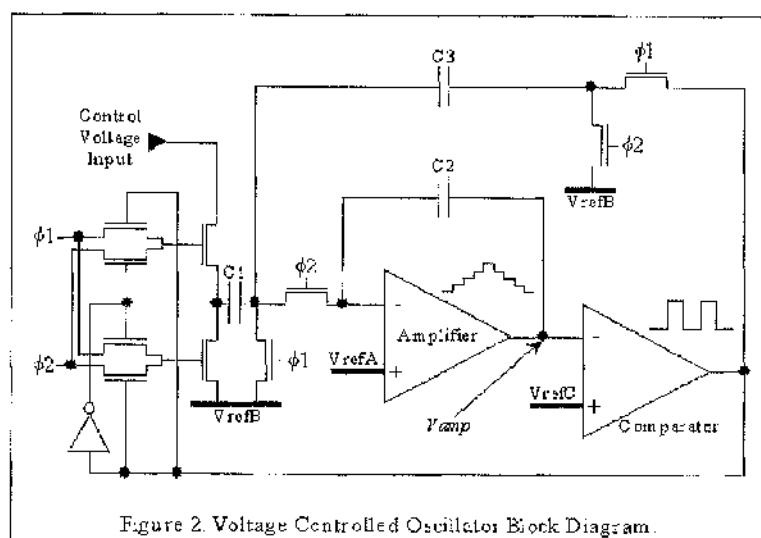 ϕ1
C3
Control
Voltage
Input
ϕ2
C2
VrefB
ϕ1
C1
ϕ2
-
-
Amplifier
ϕ1
ϕ2
VrefA
+
VrefC
+
VrefB
Vamp
Comparater
Figure 2. Voltage Controlled Oscillator Block Diagram.